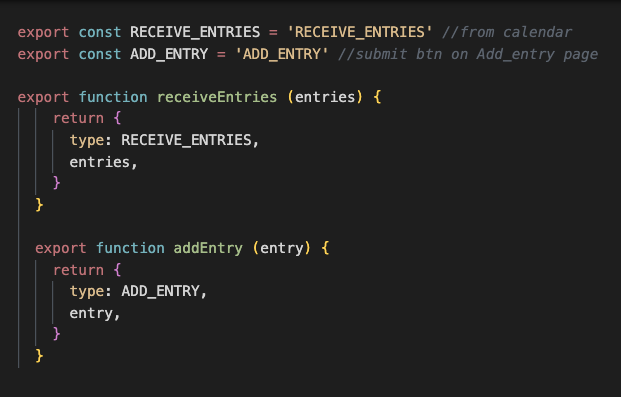 export const RECEIVE_ENTRIES = 'RECEIVE_ENTRIES' //from calendar
export const ADD_ENTRY = 'ADD_ENTRY' //submit btn on Add_entry page
export function receiveEntries (entries) {
return {
type: RECEIVE_ENTRIES,
entries,
}
}
export function addEntry (entry) {
return {
type: ADD_ENTRY,
entry,
}
}